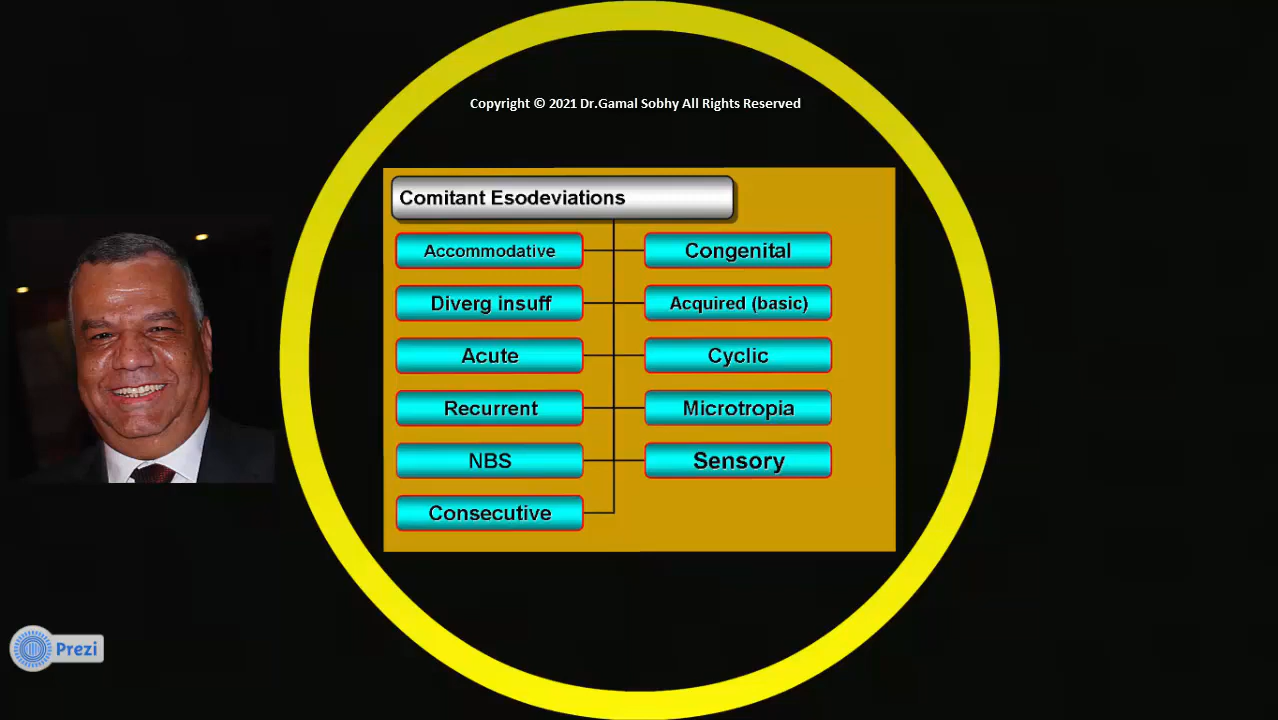 Copyright © 2021 Dr.Gamal Sobhy All Rights Reserved
Comitant Esodeviations
Accommodative
Congenital
Diverg insuff
Acquired (basic)
Acute
Cyclic
Recurrent
Microtropia
NBS
Sensory
Consecutive
Prezi